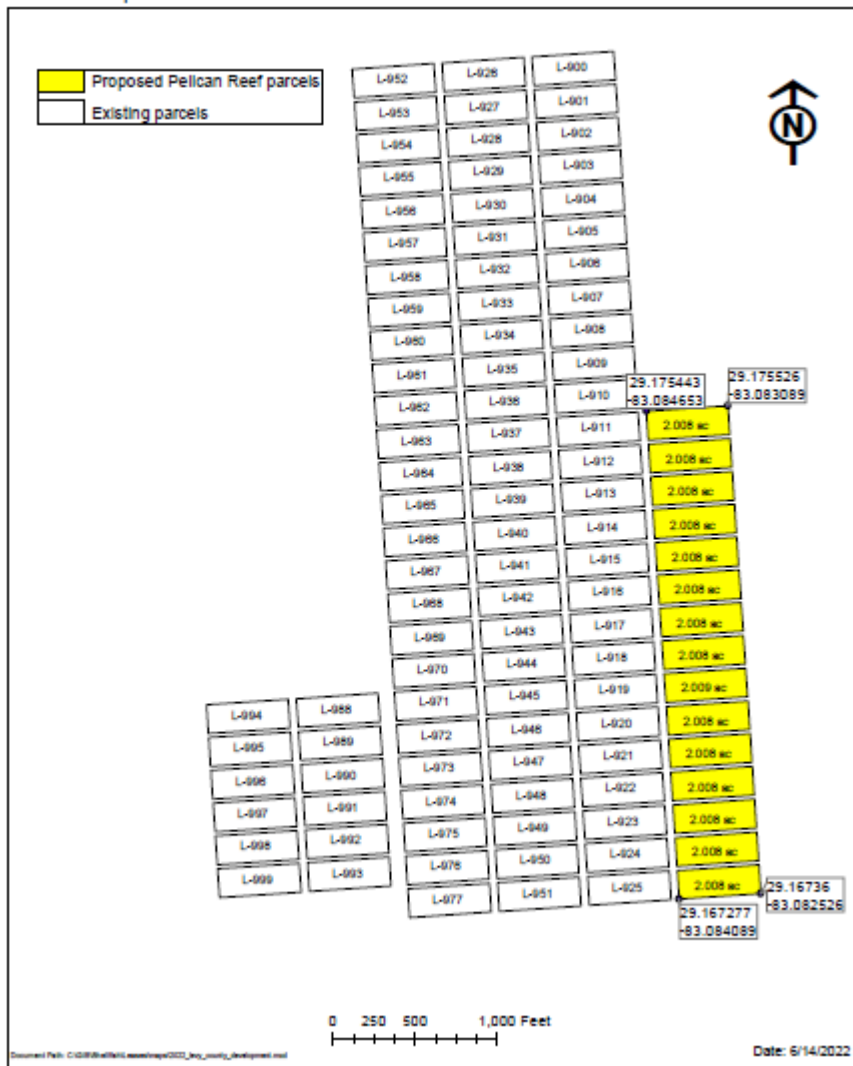 Proposed Pelican Reef parcels
Existing parcels
N
L-952
L-953
L-954
L-955
L-956
L-957
L-958
L-959
L-960
L-961
L-962
L-963
L-964
L-965
L-966
L-967
L-968
L-969
L-970
L-971
L-972
L-973
L-974
L-975
L-976
L-977
L-926
L-927
L-928
L-929
L-930
L-931
L-932
L-933
L-934
L-935
L-936
L-937
L-938
L-939
L-940
L-941
L-942
L-943
L-944
L-945
L-946
L-947
L-948
L-949
L-950
L-951
L-900
L-901
L-902
L-903
L-904
L-905
L-906
L-907
L-908
L-909
L-910
L-911
L-912
L-913
L-914
L-915
L-916
L-917
L-918
L-919
L-920
L-921
L-922
L-923
L-924
L-925
29.175443
-83.084653
29.175526
-83.083089
2.008 ac
2.008 ac
2.008 ac
2.008 ac
2.008 ac
2.008 ac
2.008 ac
2.008 ac
2.009 ac
2.008 ac
2.008 ac
2.008 ac
2.008 ac
2.008 ac
2.008 ac
29.16736
-83.082526
29.167277
-83.084089
L-994
L-995
L-996
L-997
L-998
L-999
L-988
L-989
L-990
L-991
L-992
L-993
0 250 500 1,000 Feet
Document Path:
Date: 6/14/2022